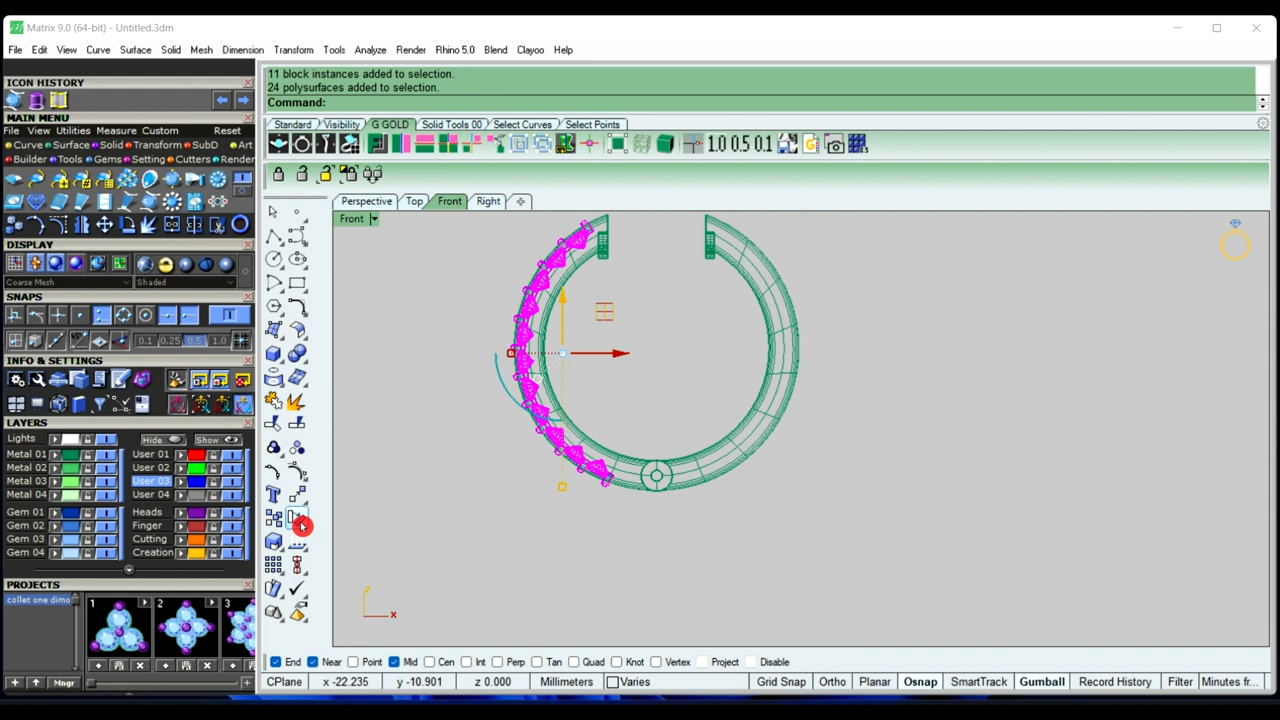 Matrix 9.0 (64-bit) - Untitled.3dm
File Edit View Curve Surface Solid Mesh Dimension Transform Tools Analyze Render Rhino 5.0 Blend Clayoo Help
ICON HISTORY
11 block instances added to selection.
24 polysurfaces added to selection.
Command:
MAIN MENU
File View Utilities Measure Custom Reset
Curve Surface Solid Transform SubD Art
Builder Tools Gems Setting Cutters Render
Standard Visibility G GOLD Solid Tools 00 Select Curves Select Points
1.0 0.5 0.1
Perspective Top Front Right
Front
DISPLAY
Coarse Mesh Shaded
SNAPS
0.1 0.25 0.5 1.0
INFO & SETTINGS
LAYERS
Lights Hide Show
Metal 01 User 01
Metal 02 User 02
Metal 03 User 03
Metal 04 User 04
Gem 01 Heads
Gem 02 Finger
Gem 03 Cutting
Gem 04 Creation
PROJECTS
collet one dimo
1 2 3
Mngr
z
x
End Near Point Mid Cen Int Perp Tan Quad Knot Vertex Project Disable
CPlane x -22.235 y -10.901 z 0.000 Millimeters Varies Grid Snap Ortho Planar Osnap SmartTrack Gumball Record History Filter Minutes fr...